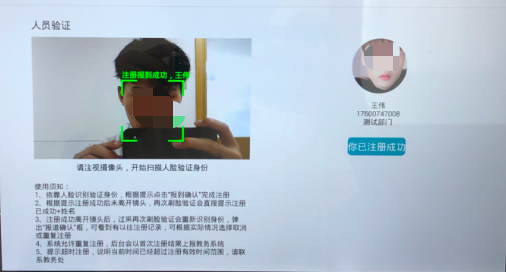 人员验证
注册报到成功，王伟
王伟
17600747008
测试部门
你已注册成功
请注视摄像头，开始扫描人脸验证身份
使用须知：
1、依靠人脸识别验证身份，根据提示点击"报到确认"完成注册
2、根据提示注册成功后未离开镜头，再次刷脸验证会直接提示注册
已成功+姓名
3、注册成功离开镜头后，过来再次刷脸验证会重新识别身份，弹
出"报道确认"框，可看到有以往注册记录，可根据实际情况选择取消
或重复注册
4、系统允许重复注册，后台会以首次注册结果上报教务系统
5、提示超时注册，说明当前时间已经超过注册有效时间范围，请联
系教务处